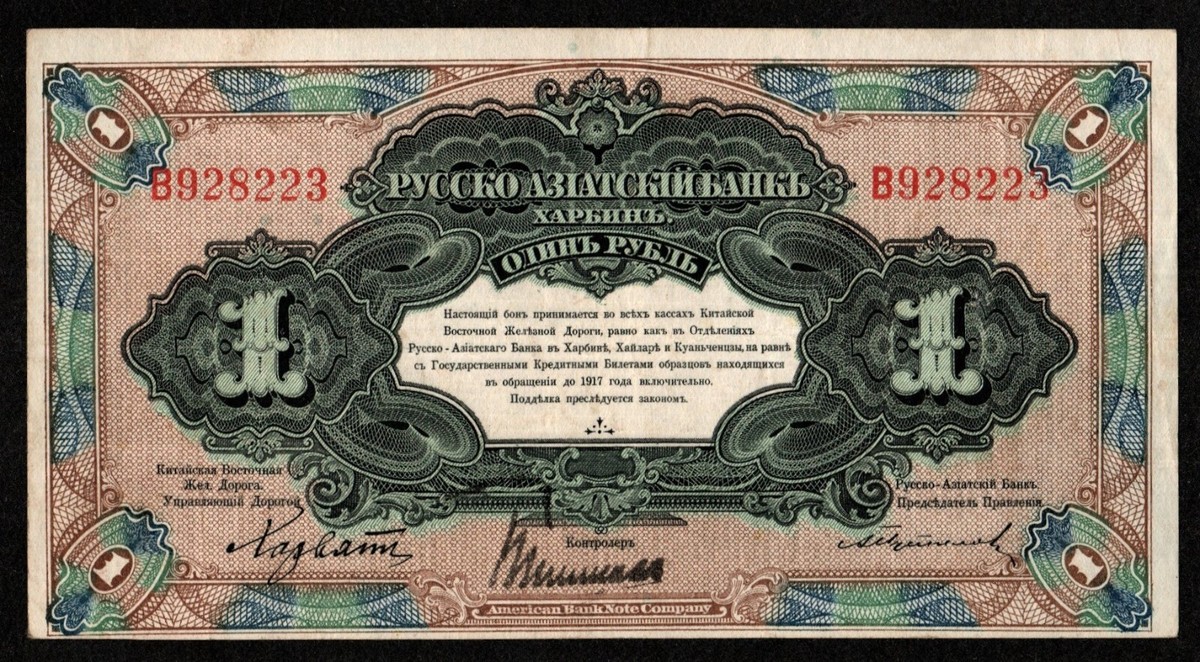 В928223
В928223
РУССКО АЗІАТСКІЙ БАНКЪ
ХАРБИНЪ.
ОДИНЪ РУБЛЬ
1
1
Настоящій бон принимается во всѣхъ кассах Китайской
Восточной Желѣзной Дороги, равно какъ въ Отдѣленіяхъ
Русско-Азіатскаго Банка въ Харбинѣ, Хайларѣ и Куаньченцзы, на равнѣ
съ Государственными Кредитными Билетами образцовъ находящихся
въ обращеніи до 1917 года включительно.
Поддѣлка преслѣдуется закономъ.
Китайская Восточная
Жел. Дорога.
Управляющій Дорогой
Хорватъ
Контролеръ
Русско-Азіатскій Банкъ.
Предсѣдатель Правленія
American Bank Note Company